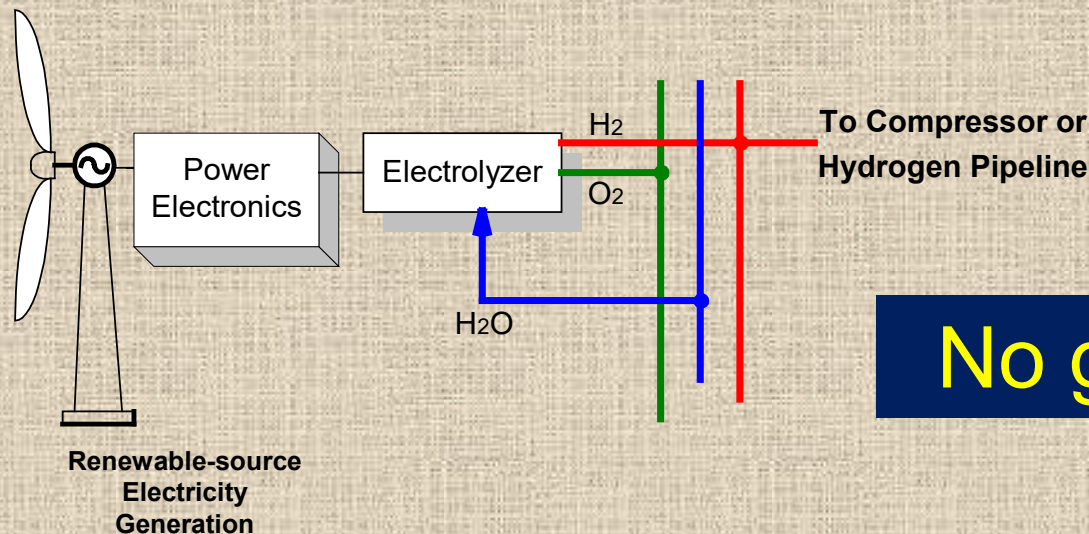 H2
To Compressor or
Hydrogen Pipeline
Power
Electronics
Electrolyzer
O2
H2O
No
Renewable-source
Electricity
Generation